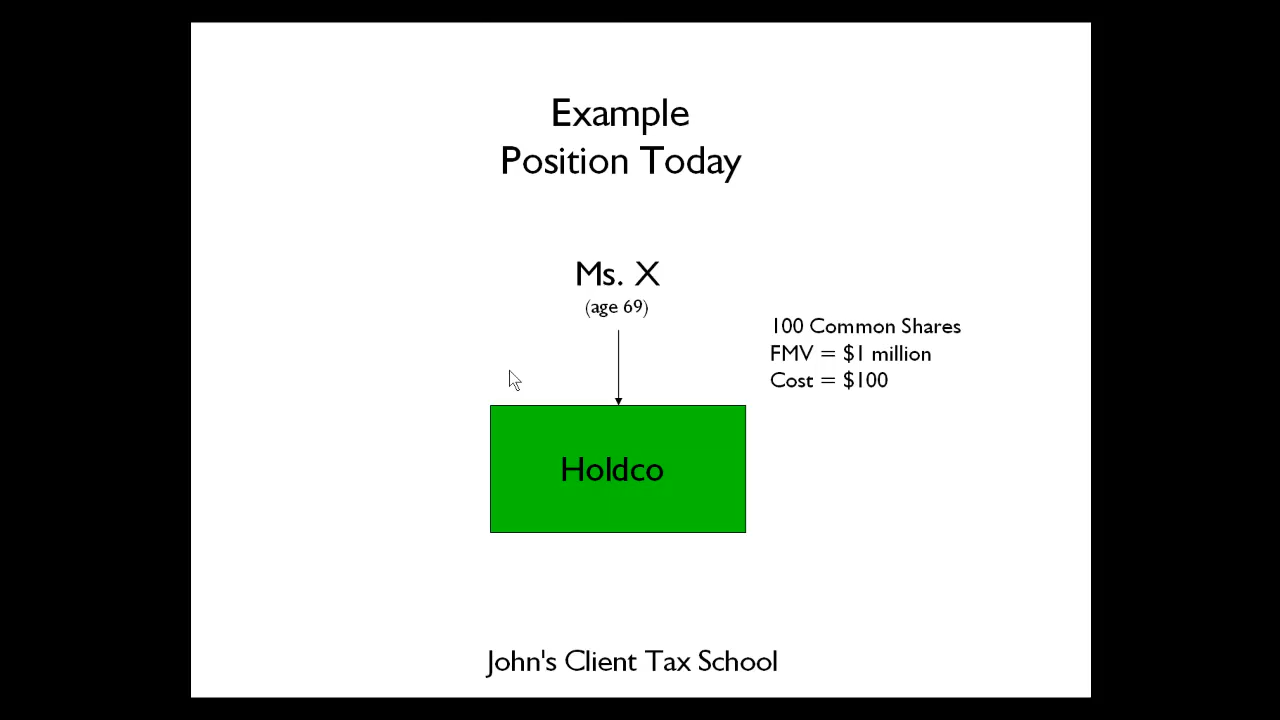 Example
Position Today
Ms. X
(age 69)
100 Common Shares
FMV = $1 million
Cost = $100
Holdco
John's Client Tax School